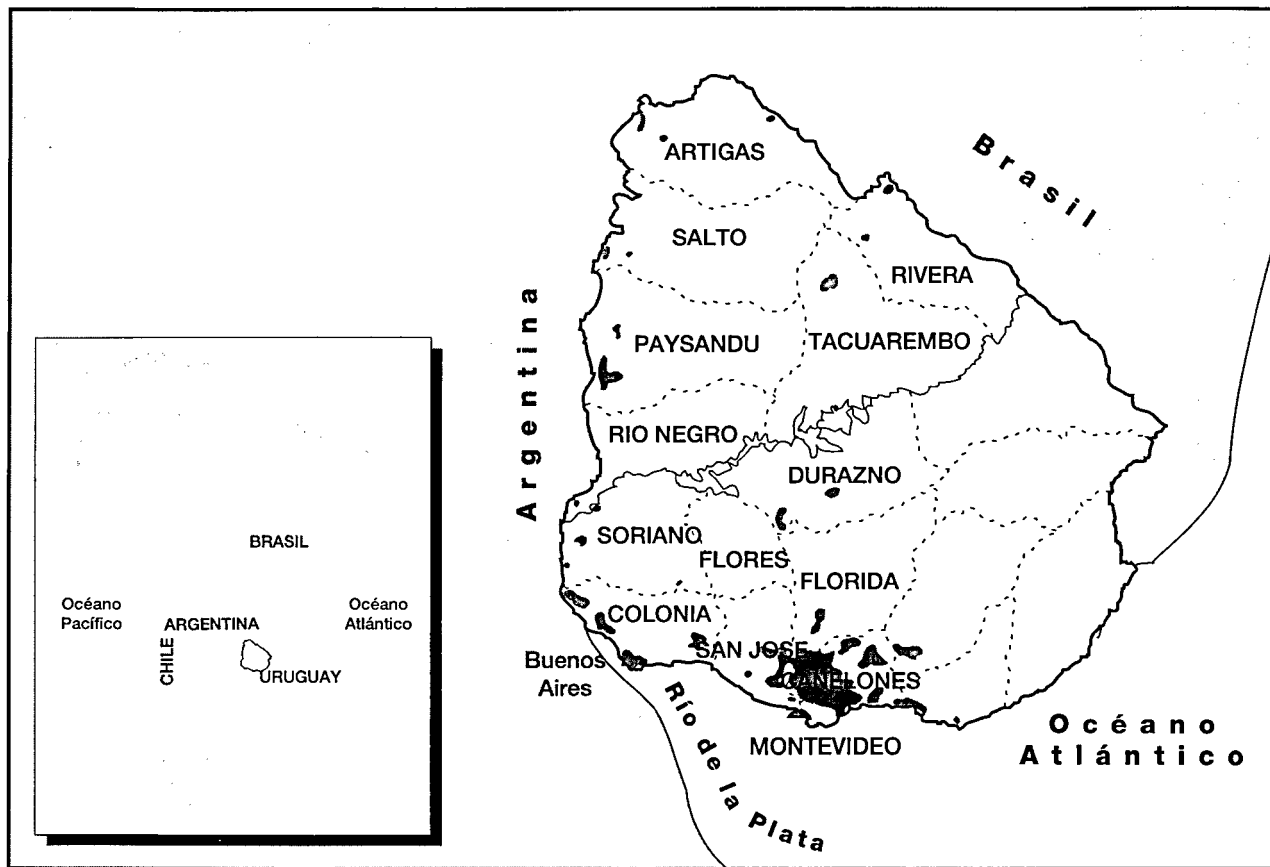 Brasil
ARTIGAS
SALTO
RIVERA
Argentina
PAYSANDU
TACUAREMBO
RIO NEGRO
DURAZNO
SORIANO
FLORES
FLORIDA
COLONIA
SAN JOSE
Buenos
Aires
CANELONES
MONTEVIDEO
Río de la Plata
Océano
Atlántico
BRASIL
Océano
Pacífico
ARGENTINA
Océano
Atlántico
CHILE
URUGUAY